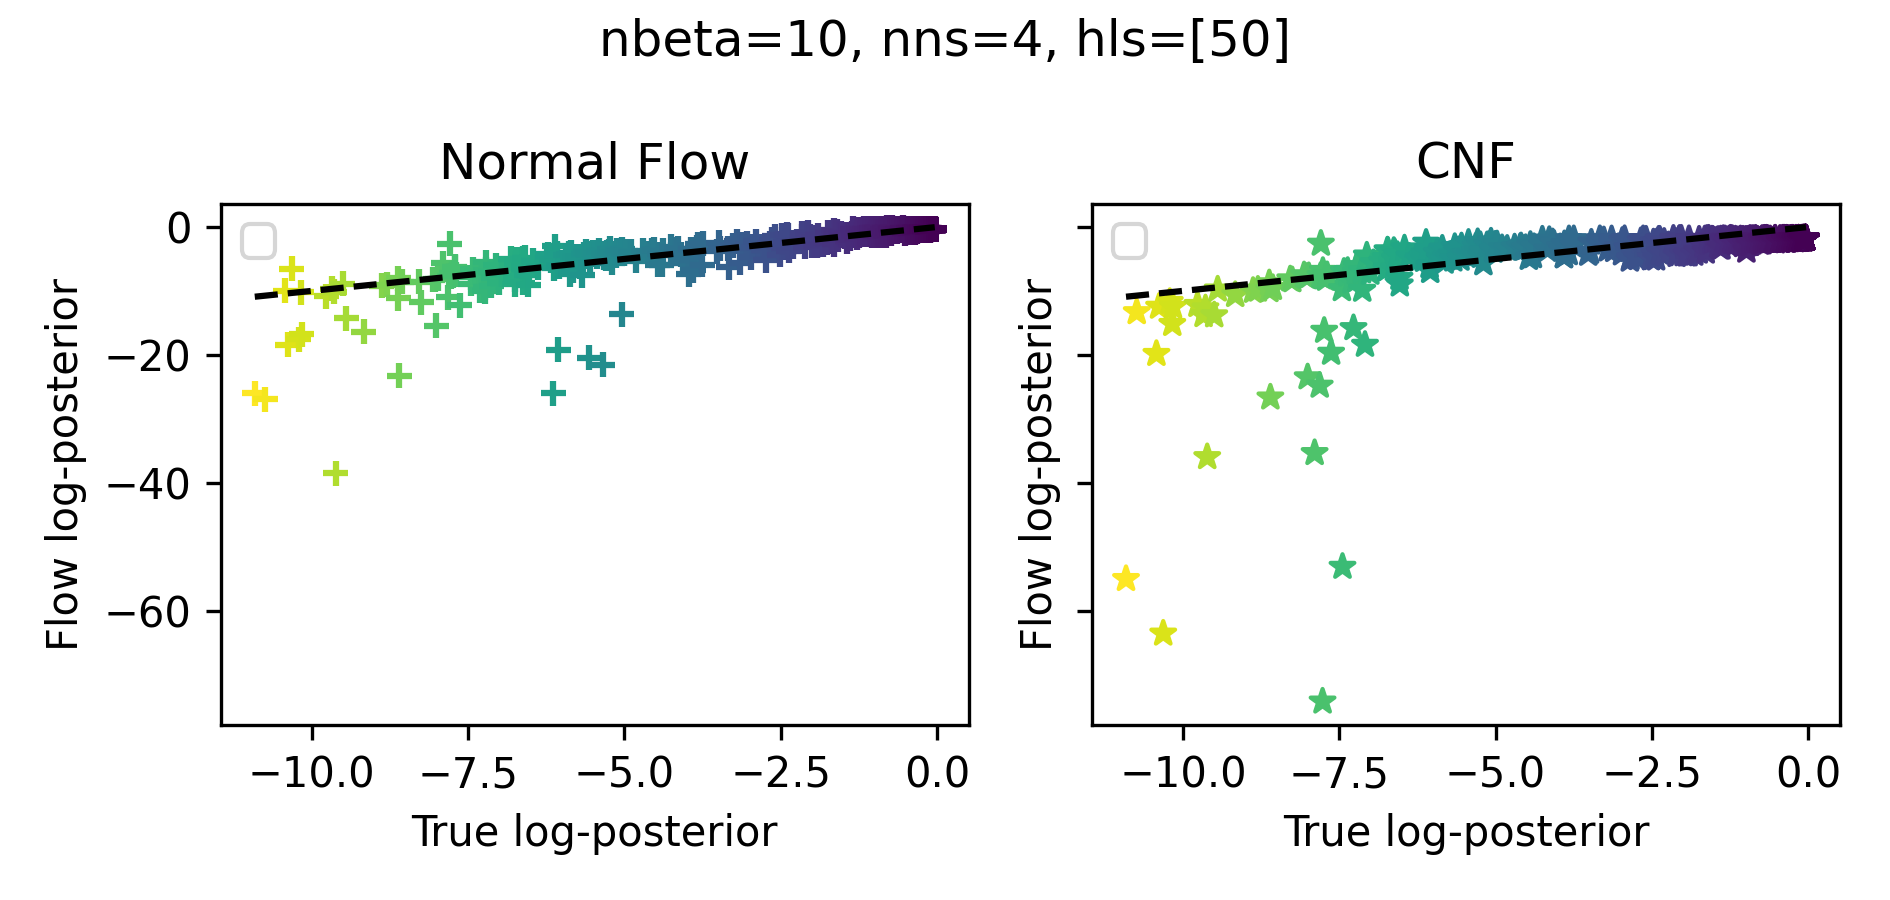 nbeta=10, nns=4, hls=[50]
Normal Flow
CNF
Flow log-posterior
0
−20
−40
−60
−10.0 −7.5 −5.0 −2.5 0.0
True log-posterior
Flow log-posterior
−10.0 −7.5 −5.0 −2.5 0.0
True log-posterior